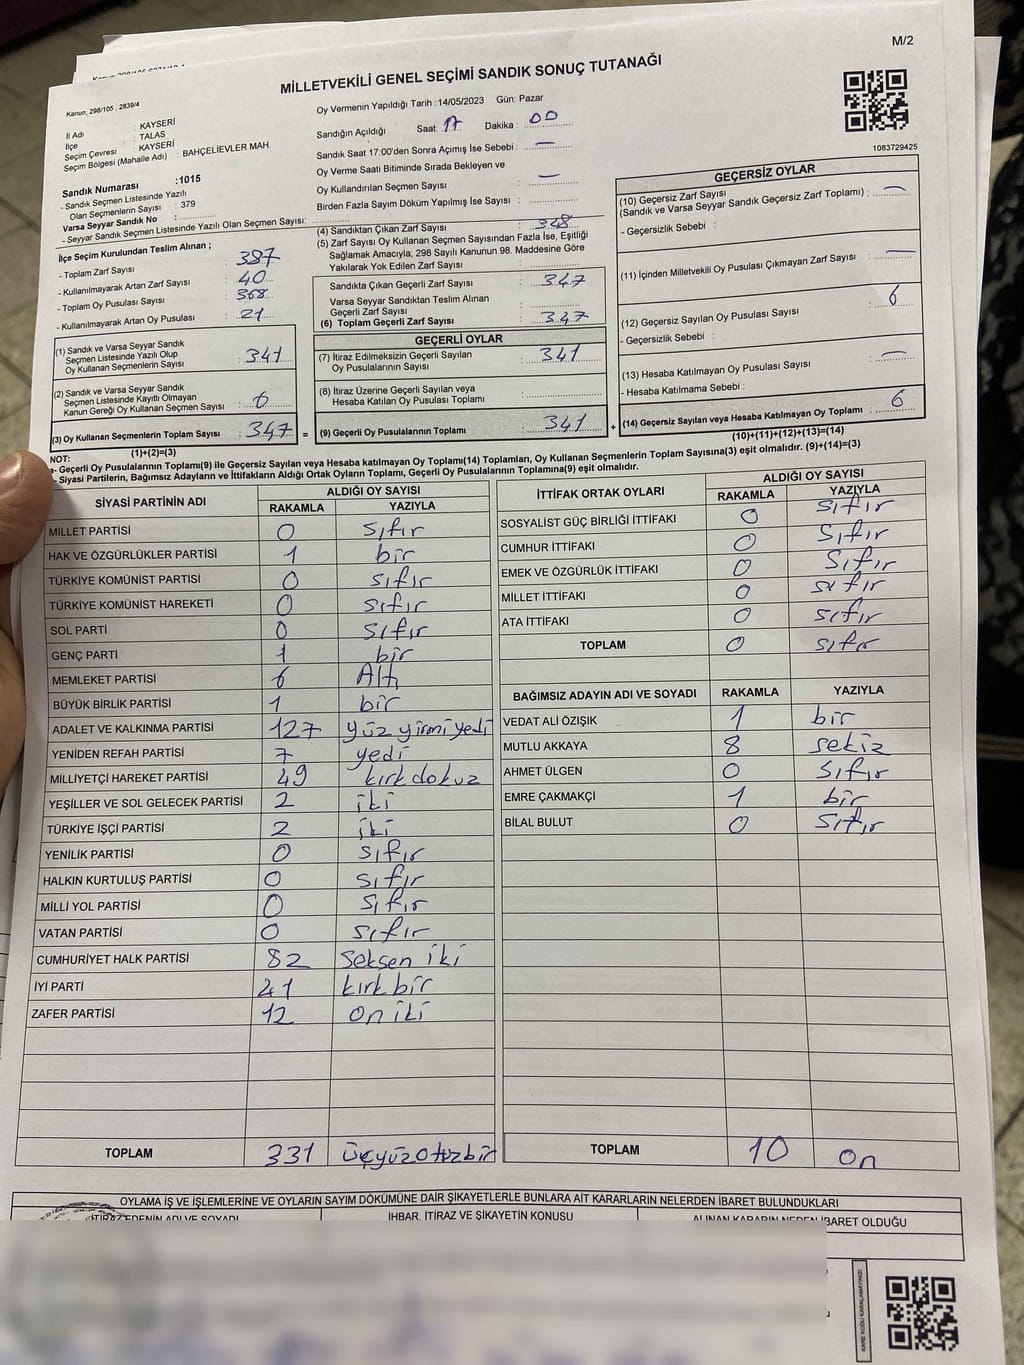 M/2
MİLLETVEKİLİ GENEL SEÇİMİ SANDIK SONUÇ TUTANAĞI
Kanun: 298/105 , 2839/4
1083729425
İl Adı : KAYSERİ
İlçe : TALAS
Seçim Çevresi : KAYSERİ
Seçim Bölgesi (Mahalle Adı) : BAHÇELİEVLER MAH
Sandık Numarası :1015
- Sandık Seçmen Listesinde Yazılı
Olan Seçmenlerin Sayısı : 379
Varsa Seyyar Sandık No :
- Seyyar Sandık Seçmen Listesinde Yazılı Olan Seçmen Sayısı:
İlçe Seçim Kurulundan Teslim Alınan ;
- Toplam Zarf Sayısı : 387
- Kullanılmayarak Artan Zarf Sayısı : 40
- Toplam Oy Pusulası Sayısı : 368
- Kullanılmayarak Artan Oy Pusulası : 21
(1) Sandık ve Varsa Seyyar Sandık
Seçmen Listesinde Yazılı Olup
Oy Kullanan Seçmenlerin Sayısı : 341
(2) Sandık ve Varsa Seyyar Sandık
Seçmen Listesinde Kayıtlı Olmayan
Kanun Gereği Oy Kullanan Seçmen Sayısı : 6
(3) Oy Kullanan Seçmenlerin Toplam Sayısı : 347
(1)+(2)=(3)
Oy Vermenin Yapıldığı Tarih :14/05/2023 Gün: Pazar
Sandığın Açıldığı Saat: 17 Dakika : 00
Sandık Saat 17:00'den Sonra Açımış İse Sebebi : —
Oy Verme Saati Bitiminde Sırada Bekleyen ve
Oy Kullandırılan Seçmen Sayısı : —
Birden Fazla Sayım Döküm Yapılmış İse Sayısı :
(4) Sandıktan Çıkan Zarf Sayısı : 348
(5) Zarf Sayısı Oy Kullanan Seçmen Sayısından Fazla İse, Eşitliği
Sağlamak Amacıyla; 298 Sayılı Kanunun 98. Maddesine Göre
Yakılarak Yok Edilen Zarf Sayısı :
Sandıkta Çıkan Geçerli Zarf Sayısı : 347
Varsa Seyyar Sandıktan Teslim Alınan
Geçerli Zarf Sayısı :
(6) Toplam Geçerli Zarf Sayısı : 347
GEÇERLİ OYLAR
(7) İtiraz Edilmeksizin Geçerli Sayılan
Oy Pusulasının Sayısı : 341
(8) İtiraz Üzerine Geçerli Sayılan veya
Hesaba Katılan Oy Pusulası Toplamı :
= (9) Geçerli Oy Pusulalarının Toplamı : 341
GEÇERSİZ OYLAR
(10) Geçersiz Zarf Sayısı
(Sandık ve Varsa Seyyar Sandık Geçersiz Zarf Toplamı) : —
- Geçersizlik Sebebi :
(11) İçinden Milletvekili Oy Pusulası Çıkmayan Zarf Sayısı : —
(12) Geçersiz Sayılan Oy Pusulası Sayısı : 6
- Geçersizlik Sebebi :
(13) Hesaba Katılmayan Oy Pusulası Sayısı : —
- Hesaba Katılmama Sebebi :
+ (14) Geçersiz Sayılan veya Hesaba Katılmayan Oy Toplamı : 6
(10)+(11)+(12)+(13)=(14)
NOT:
- Geçerli Oy Pusulalarının Toplamı(9) ile Geçersiz Sayılan veya Hesaba katılmayan Oy Toplamı(14) Toplamları, Oy Kullanan Seçmenlerin Toplam Sayısına(3) eşit olmalıdır. (9)+(14)=(3)
- Siyasi Partilerin, Bağımsız Adayların ve İttifakların Aldığı Ortak Oyların Toplamı, Geçerli Oy Pusulalarının Toplamına(9) eşit olmalıdır.
SİYASİ PARTİNİN ADI ALDIĞI OY SAYISI
RAKAMLA YAZIYLA
MİLLET PARTİSİ 0 sıfır
HAK VE ÖZGÜRLÜKLER PARTİSİ 1 bir
TÜRKİYE KOMÜNİST PARTİSİ 0 sıfır
TÜRKİYE KOMÜNİST HAREKETİ 0 sıfır
SOL PARTİ 0 sıfır
GENÇ PARTİ 1 bir
MEMLEKET PARTİSİ 6 Altı
BÜYÜK BİRLİK PARTİSİ 1 bir
ADALET VE KALKINMA PARTİSİ 127 yüz yirmi yedi
YENİDEN REFAH PARTİSİ 7 yedi
MİLLİYETÇİ HAREKET PARTİSİ 49 kırk dokuz
YEŞİLLER VE SOL GELECEK PARTİSİ 2 iki
TÜRKİYE İŞÇİ PARTİSİ 2 iki
YENİLİK PARTİSİ 0 sıfır
HALKIN KURTULUŞ PARTİSİ 0 sıfır
MİLLİ YOL PARTİSİ 0 sıfır
VATAN PARTİSİ 0 sıfır
CUMHURİYET HALK PARTİSİ 82 seksen iki
İYİ PARTİ 41 kırk bir
ZAFER PARTİSİ 12 on iki
TOPLAM 331 üçyüzotuzbir
İTTİFAK ORTAK OYLARI ALDIĞI OY SAYISI
RAKAMLA YAZIYLA
SOSYALİST GÜÇ BİRLİĞİ İTTİFAKI 0 sıfır
CUMHUR İTTİFAKI 0 sıfır
EMEK VE ÖZGÜRLÜK İTTİFAKI 0 sıfır
MİLLET İTTİFAKI 0 sıfır
ATA İTTİFAKI 0 sıfır
TOPLAM 0 sıfır
BAĞIMSIZ ADAYIN ADI VE SOYADI RAKAMLA YAZIYLA
VEDAT ALİ ÖZIŞIK 1 bir
MUTLU AKKAYA 8 sekiz
AHMET ÜLGEN 0 sıfır
EMRE ÇAKMAKÇİ 1 bir
BİLAL BULUT 0 sıfır
TOPLAM 10 on
OYLAMA İŞ VE İŞLEMLERİNE VE OYLARIN SAYIM DÖKÜMÜNE DAİR ŞİKAYETLERLE BUNLARA AİT KARARLARIN NELERDEN İBARET BULUNDUKLARI
İTİRAZ EDENİN ADI VE SOYADI İHBAR, İTİRAZ VE ŞİKAYETİN KONUSU ALINAN KARARIN NEDEN İBARET OLDUĞU
KARE KODU KARALAMAYINIZ!